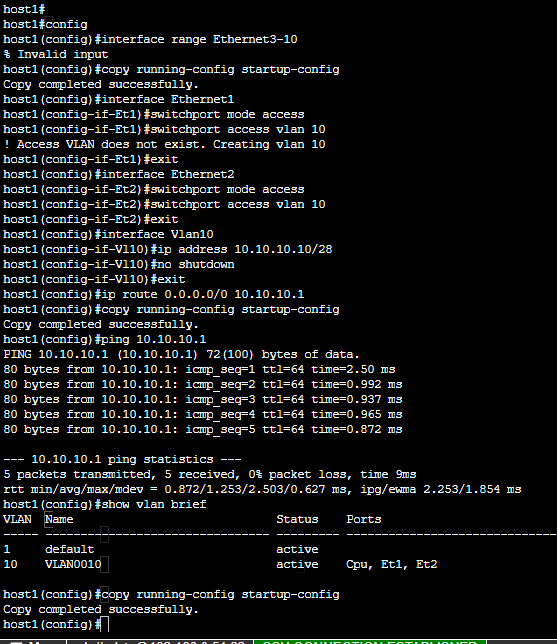 host1#
host1#config
host1(config)#interface range Ethernet3-10
% Invalid input
host1(config)#copy running-config startup-config
Copy completed successfully.
host1(config)#interface Ethernet1
host1(config-if-Et1)#switchport mode access
host1(config-if-Et1)#switchport access vlan 10
! Access VLAN does not exist. Creating vlan 10
host1(config-if-Et1)#exit
host1(config)#interface Ethernet2
host1(config-if-Et2)#switchport mode access
host1(config-if-Et2)#switchport access vlan 10
host1(config-if-Et2)#exit
host1(config)#interface Vlan10
host1(config-if-Vl10)#ip address 10.10.10.10/28
host1(config-if-Vl10)#no shutdown
host1(config-if-Vl10)#exit
host1(config)#ip route 0.0.0.0/0 10.10.10.1
host1(config)#copy running-config startup-config
Copy completed successfully.
host1(config)#ping 10.10.10.1
PING 10.10.10.1 (10.10.10.1) 72(100) bytes of data.
80 bytes from 10.10.10.1: icmp_seq=1 ttl=64 time=2.50 ms
80 bytes from 10.10.10.1: icmp_seq=2 ttl=64 time=0.992 ms
80 bytes from 10.10.10.1: icmp_seq=3 ttl=64 time=0.937 ms
80 bytes from 10.10.10.1: icmp_seq=4 ttl=64 time=0.965 ms
80 bytes from 10.10.10.1: icmp_seq=5 ttl=64 time=0.872 ms
--- 10.10.10.1 ping statistics ---
5 packets transmitted, 5 received, 0% packet loss, time 9ms
rtt min/avg/max/mdev = 0.872/1.253/2.503/0.627 ms, ipg/ewma 2.253/1.854 ms
host1(config)#show vlan brief
VLAN  Name                             Status    Ports
----- -------------------------------- --------- -------------------------------
1     default                          active
10    VLAN0010                         active    Cpu, Et1, Et2
host1(config)#copy running-config startup-config
Copy completed successfully.
host1(config)#